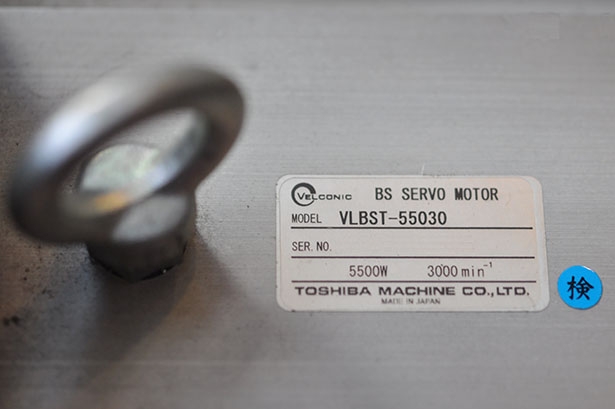 VELCONIC BS SERVO MOTOR
MODEL VLBST-55030
SER. NO.
5500W 3000 min⁻¹
TOSHIBA MACHINE CO., LTD.
MADE IN JAPAN
検